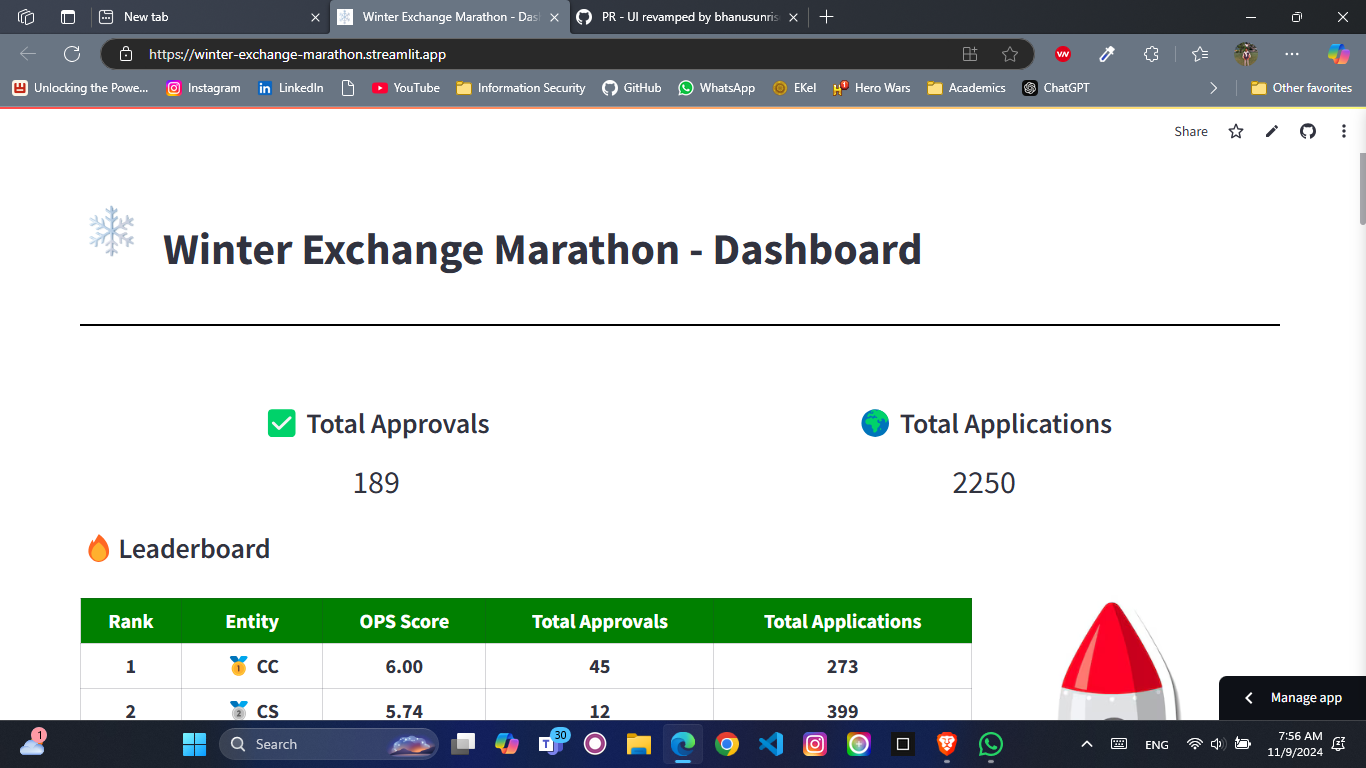 New tab
Winter Exchange Marathon - Das
PR - UI revamped by bhanusunris
https://winter-exchange-marathon.streamlit.app
Unlocking the Powe...
Instagram
LinkedIn
YouTube
Information Security
GitHub
WhatsApp
EKel
Hero Wars
Academics
ChatGPT
Other favorites
Share
Winter Exchange Marathon - Dashboard
Total Approvals
Total Applications
189
2250
Leaderboard
Rank Entity OPS Score Total Approvals Total Applications
1 CC 6.00 45 273
2 CS 5.74 12 399
Manage app
1
Search
30
ENG
7:56 AM
11/9/2024